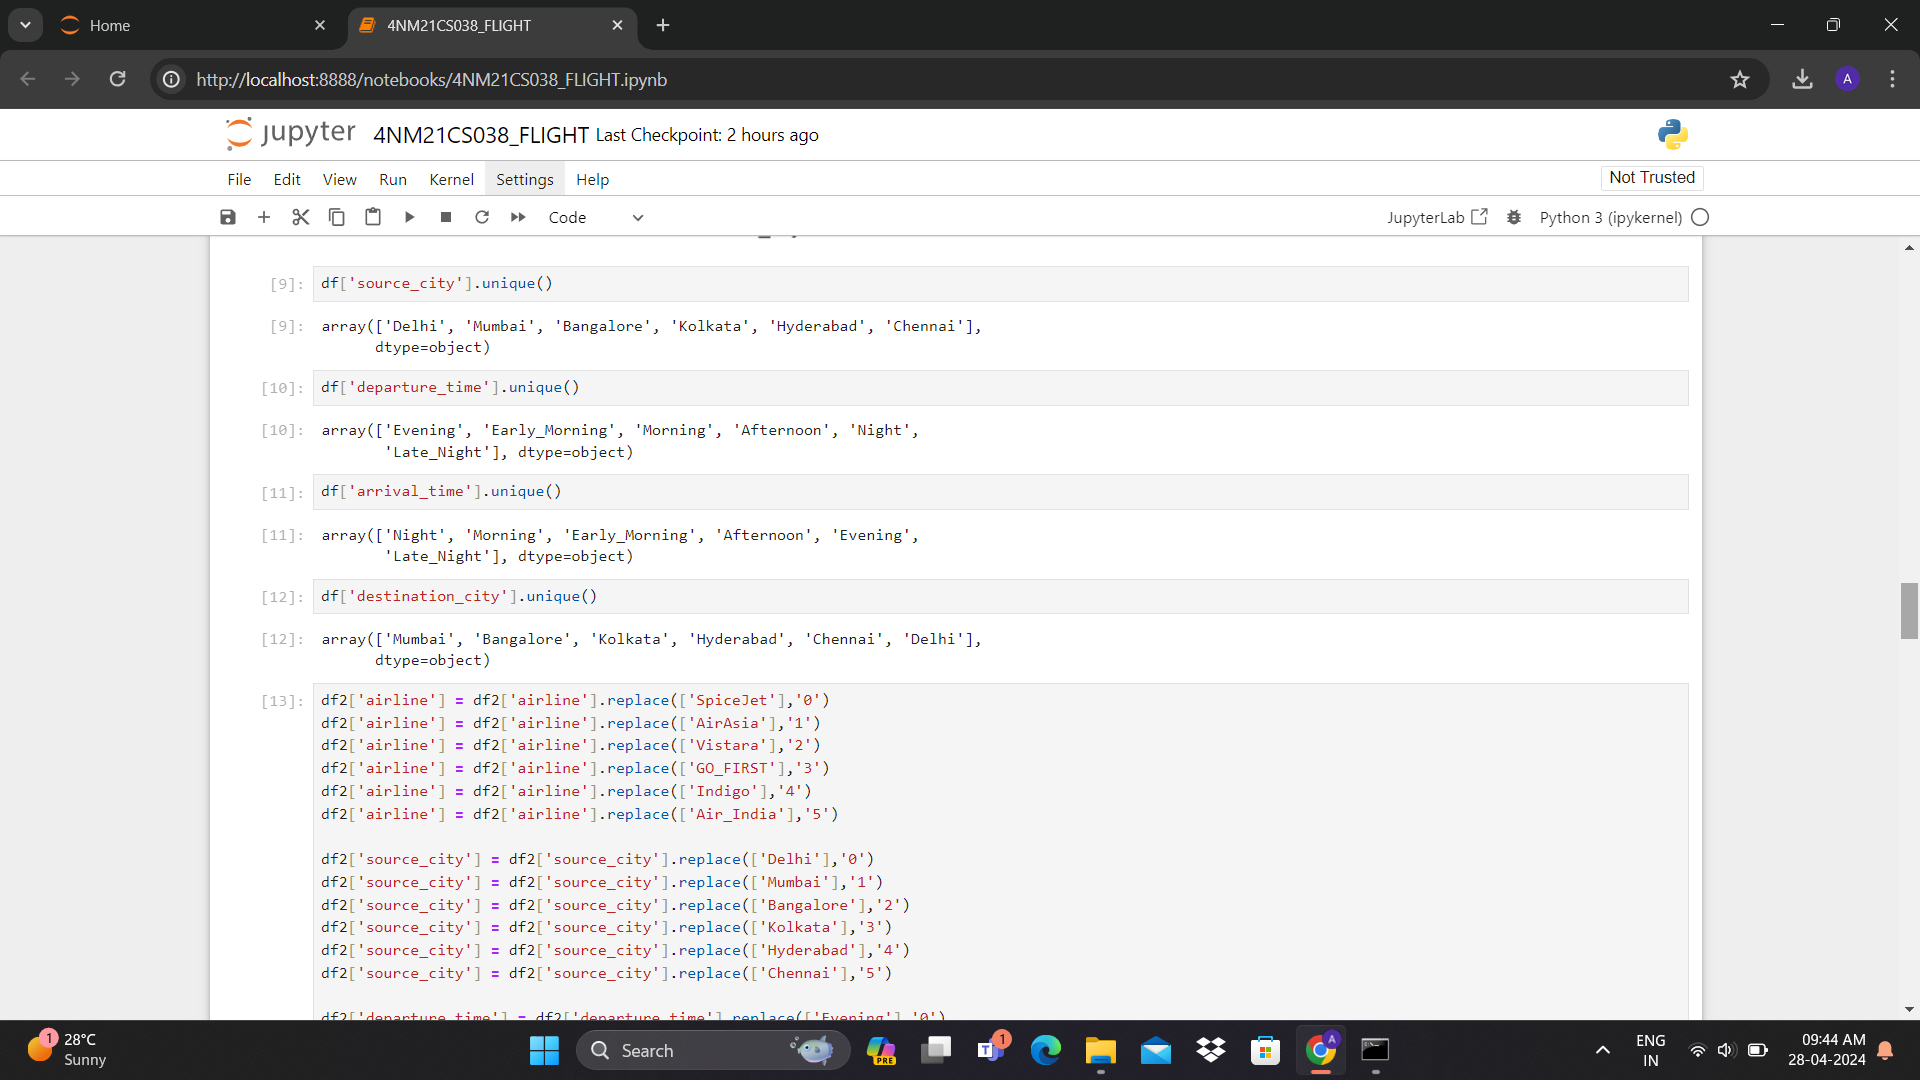 Home
4NM21CS038_FLIGHT
http://localhost:8888/notebooks/4NM21CS038_FLIGHT.ipynb
A
jupyter 4NM21CS038_FLIGHT Last Checkpoint: 2 hours ago
File Edit View Run Kernel Settings Help
Not Trusted
Code
JupyterLab
Python 3 (ipykernel)
[9]: df['source_city'].unique()
[9]: array(['Delhi', 'Mumbai', 'Bangalore', 'Kolkata', 'Hyderabad', 'Chennai'],
dtype=object)
[10]: df['departure_time'].unique()
[10]: array(['Evening', 'Early_Morning', 'Morning', 'Afternoon', 'Night',
'Late_Night'], dtype=object)
[11]: df['arrival_time'].unique()
[11]: array(['Night', 'Morning', 'Early_Morning', 'Afternoon', 'Evening',
'Late_Night'], dtype=object)
[12]: df['destination_city'].unique()
[12]: array(['Mumbai', 'Bangalore', 'Kolkata', 'Hyderabad', 'Chennai', 'Delhi'],
dtype=object)
[13]: df2['airline'] = df2['airline'].replace(['SpiceJet'],'0')
df2['airline'] = df2['airline'].replace(['AirAsia'],'1')
df2['airline'] = df2['airline'].replace(['Vistara'],'2')
df2['airline'] = df2['airline'].replace(['GO_FIRST'],'3')
df2['airline'] = df2['airline'].replace(['Indigo'],'4')
df2['airline'] = df2['airline'].replace(['Air_India'],'5')
df2['source_city'] = df2['source_city'].replace(['Delhi'],'0')
df2['source_city'] = df2['source_city'].replace(['Mumbai'],'1')
df2['source_city'] = df2['source_city'].replace(['Bangalore'],'2')
df2['source_city'] = df2['source_city'].replace(['Kolkata'],'3')
df2['source_city'] = df2['source_city'].replace(['Hyderabad'],'4')
df2['source_city'] = df2['source_city'].replace(['Chennai'],'5')
df2['departure_time'] = df2['departure_time'].replace(['Evening'],'0')
1
28°C
Sunny
Search
PRE
T
1
A
ENG
IN
09:44 AM
28-04-2024